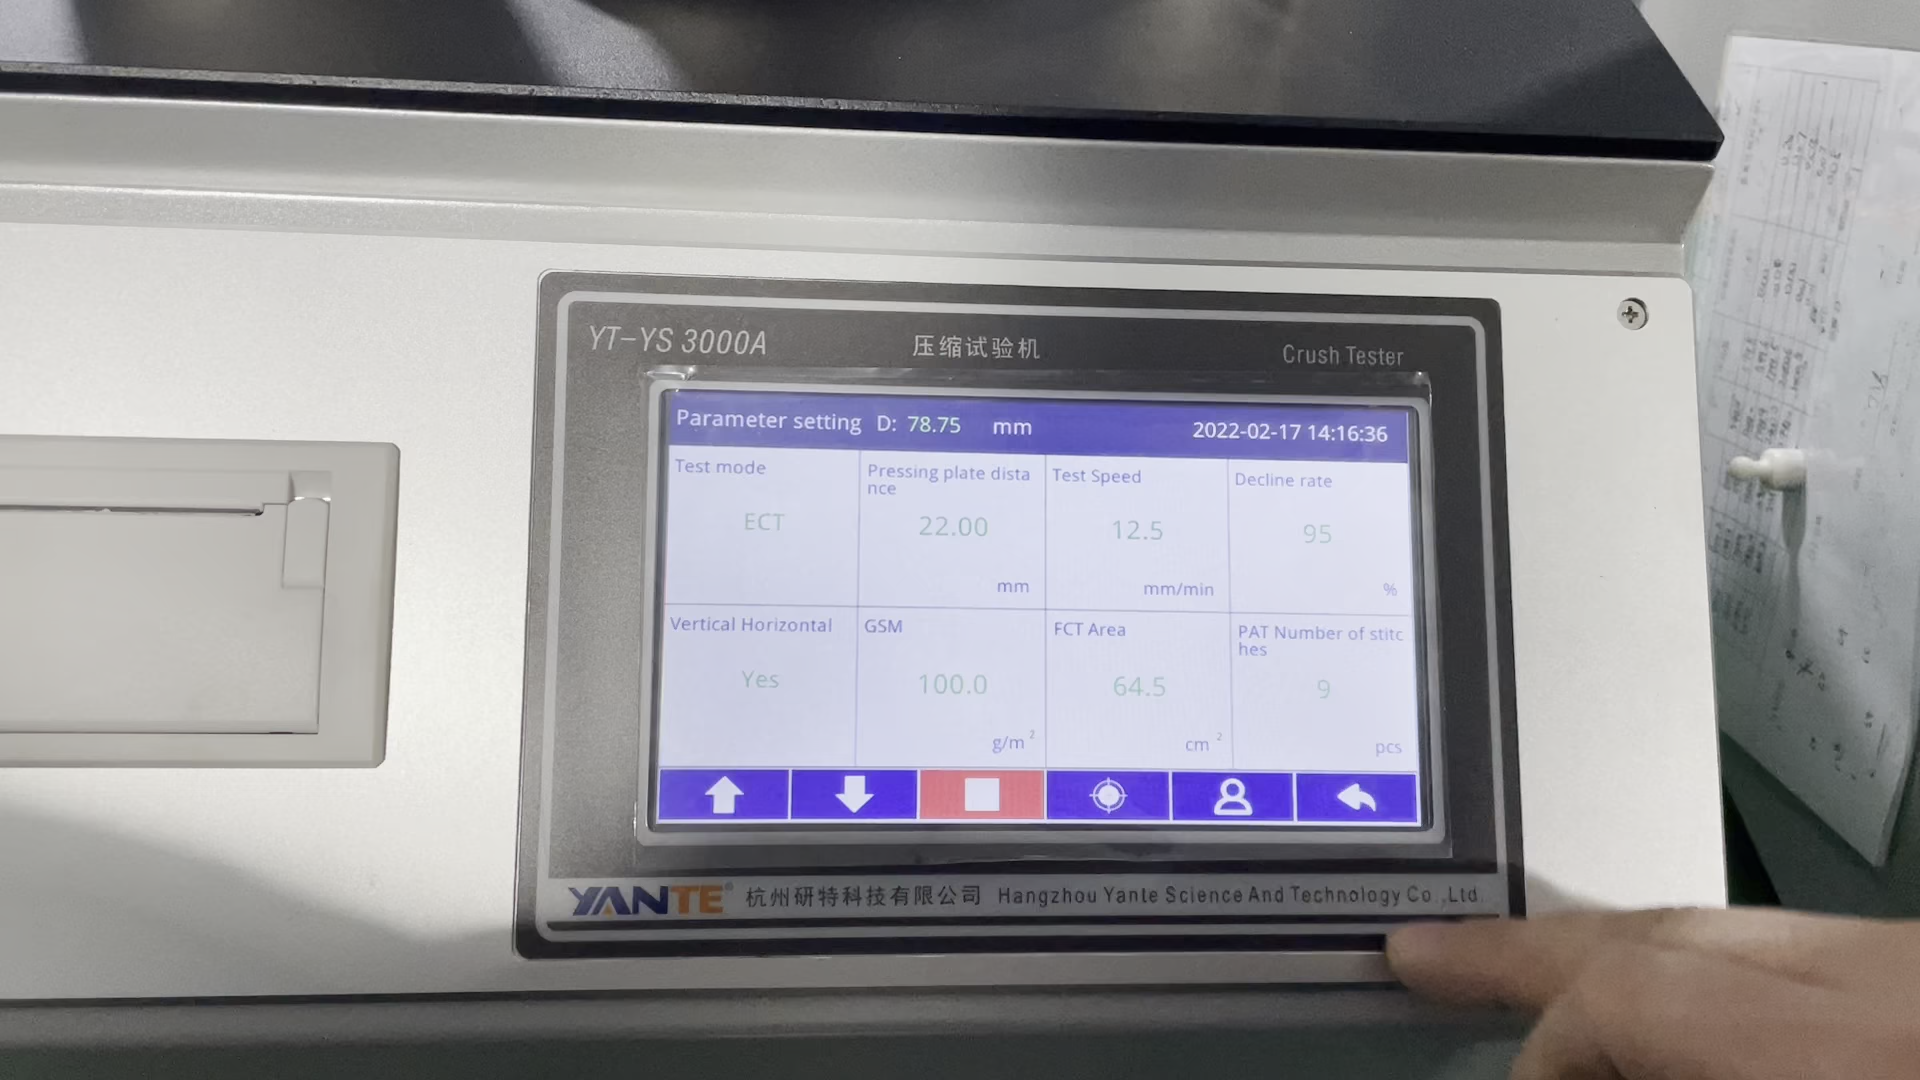 YT-YS 3000A 压缩试验机 Crush Tester
Parameter setting D: 78.75 mm 2022-02-17 14:16:36
Test mode
ECT
Pressing plate dista
nce
22.00
mm
Test Speed
12.5
mm/min
Decline rate
95
%
Vertical Horizontal
Yes
GSM
100.0
g/m²
FCT Area
64.5
cm²
PAT Number of stitc
hes
9
pcs
YANTE® 杭州研特科技有限公司 Hangzhou Yante Science And Technology Co.,Ltd.